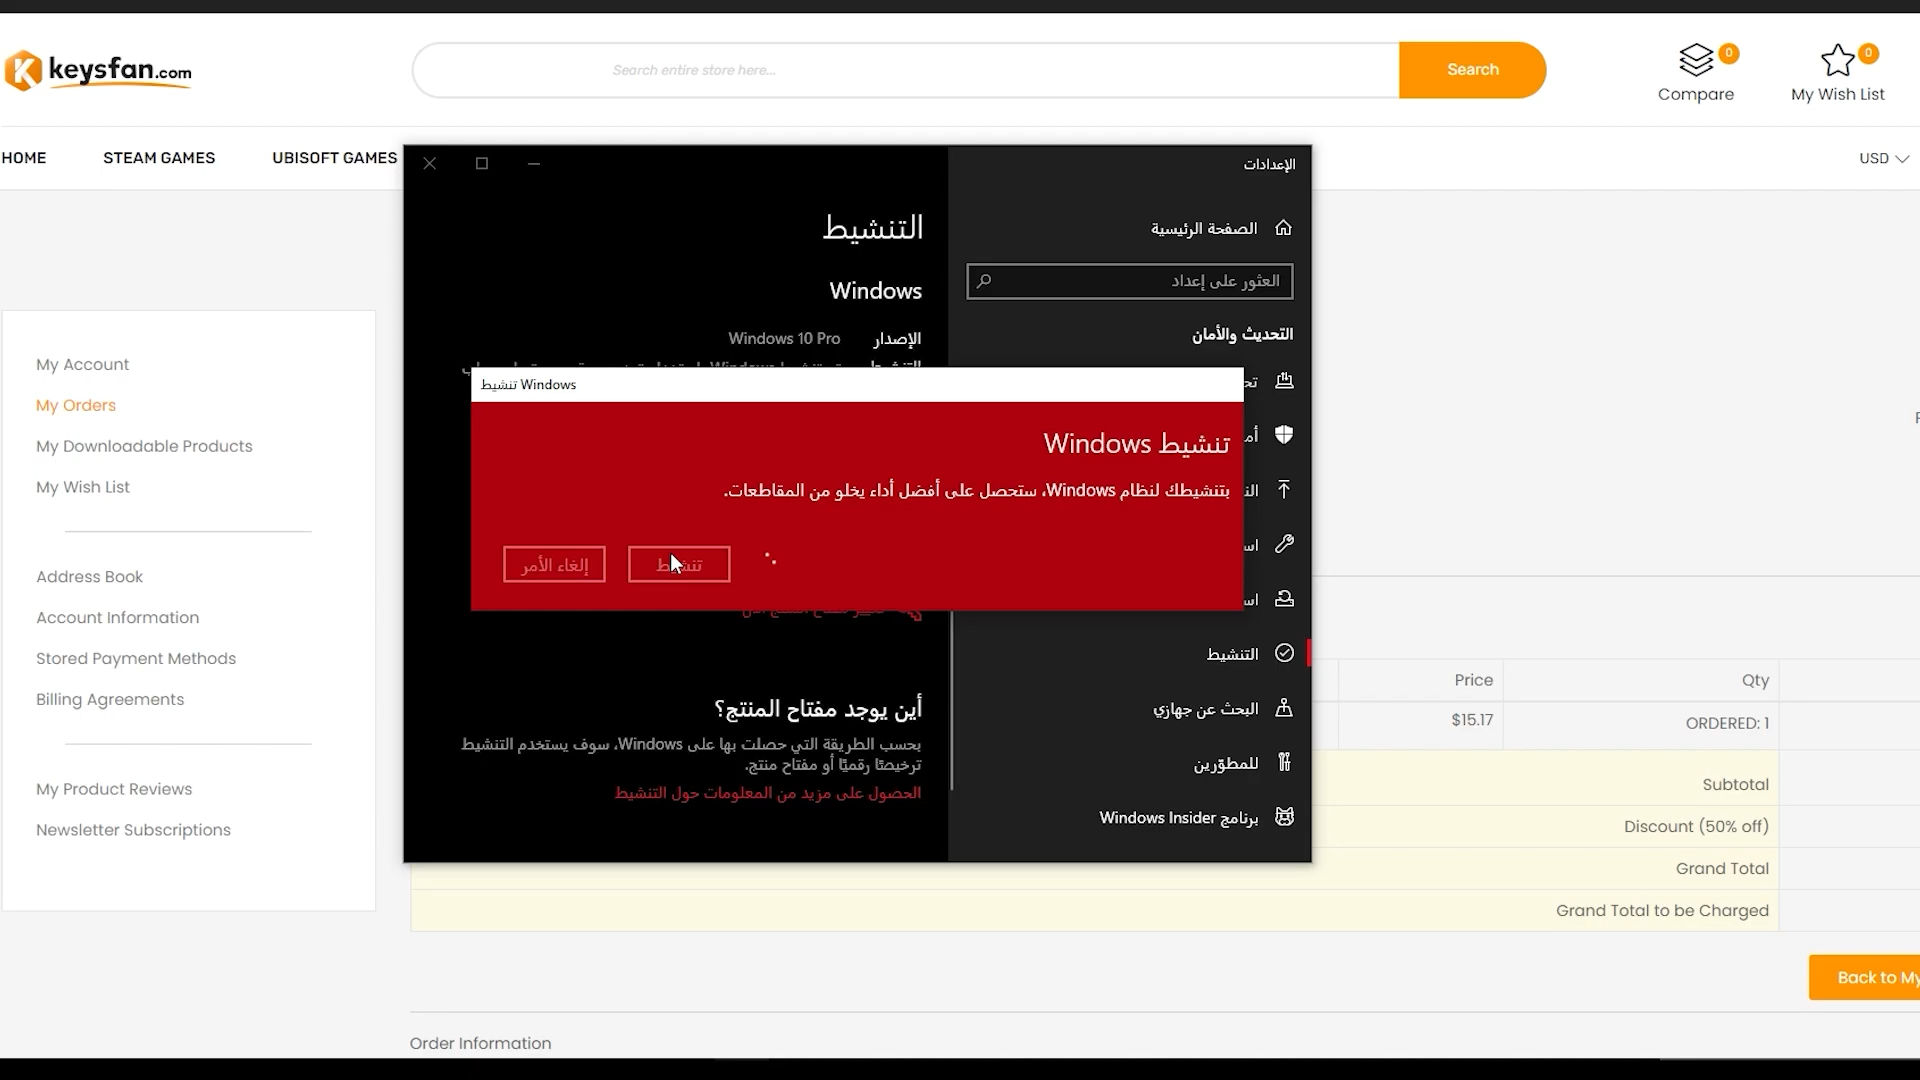 keysfan.com
Search entire store here...
Search
0
Compare
0
My Wish List
HOME
STEAM GAMES
UBISOFT GAMES
USD
My Account
My Orders
My Downloadable Products
My Wish List
Address Book
Account Information
Stored Payment Methods
Billing Agreements
My Product Reviews
Newsletter Subscriptions
الإعدادات
الصفحة الرئيسية
العثور على إعداد
التحديث والأمان
التنشيط
البحث عن جهازي
للمطوّرين
برنامج Windows Insider
التنشيط
Windows
الإصدار Windows 10 Pro
تنشيط Windows
تنشيط Windows
بتنشيطك لنظام Windows، ستحصل على أفضل أداء يخلو من المقاطعات.
تنشيط
إلغاء الأمر
أين يوجد مفتاح المنتج؟
بحسب الطريقة التي حصلت بها على Windows، سوف يستخدم التنشيط
ترخيصًا رقميًا أو مفتاح منتج.
الحصول على مزيد من المعلومات حول التنشيط
Price
Qty
$15.17
ORDERED: 1
Subtotal
Discount (50% off)
Grand Total
Grand Total to be Charged
Back to My
Order Information